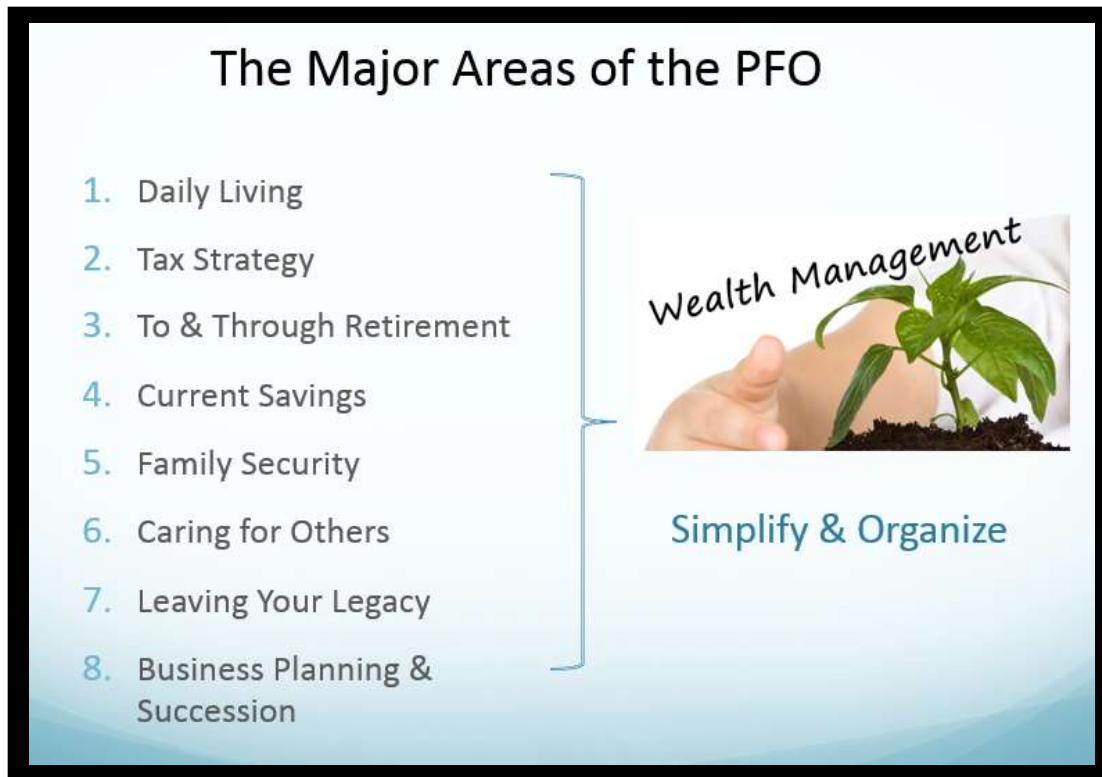 The Major Areas of the PFO
1. Daily Living
2. Tax Strategy
3. To & Through Retirement
4. Current Savings
5. Family Security
6. Caring for Others
7. Leaving Your Legacy
8. Business Planning &
Succession
Wealth Management
Simplify & Organize